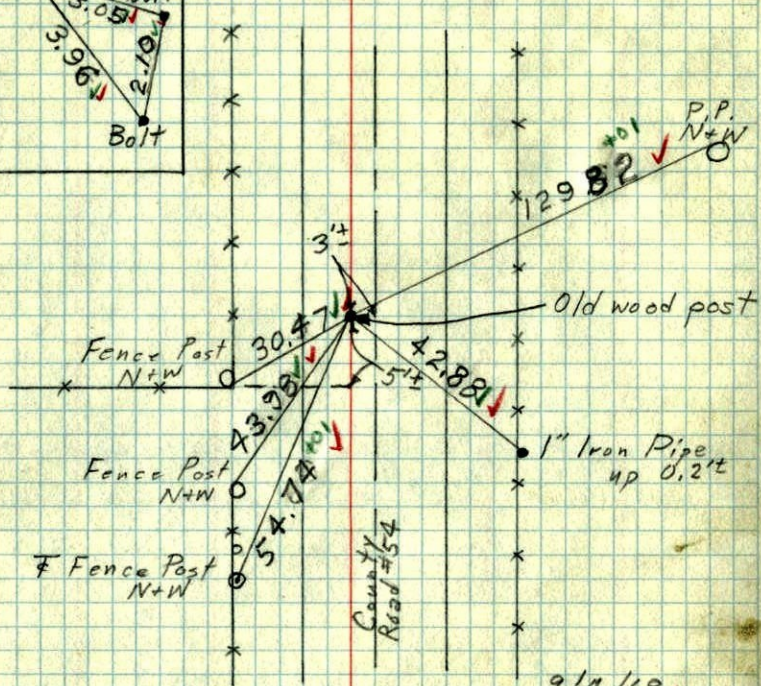 3.05
3.96
2.10
Bolt
P.P.
N+W
+01
129.82
3'±
Old wood post
30.47
Fence Post
N+W
42.88
5'±
43.98
1" Iron Pipe
up 0.2'±
Fence Post
N+W
+01
54.74
Fence Post
N+W
County
Road #54